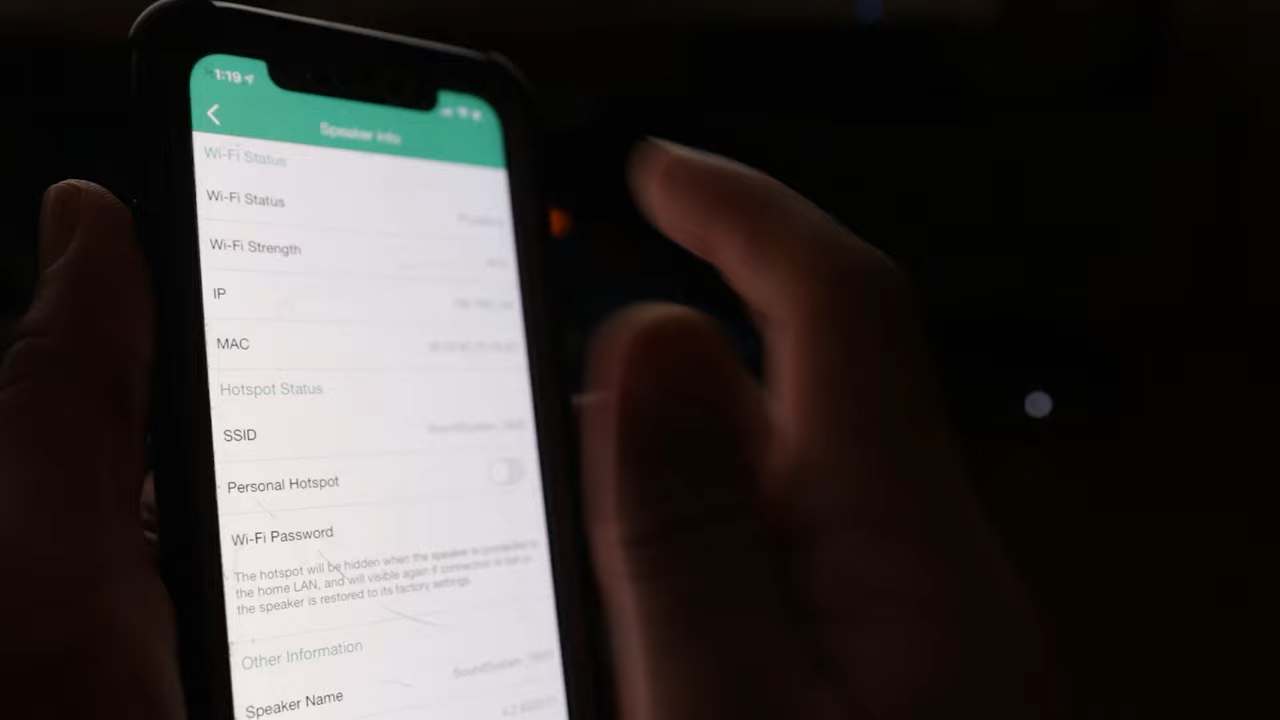 1:19
Speaker Info
Wi-Fi Status
Wi-Fi Status
Wi-Fi Strength
IP
MAC
Hotspot Status
SSID
Personal Hotspot
Wi-Fi Password
The hotspot will be hidden when the speaker is connected to
the home LAN, and will visible again if connection is lost or
the speaker is restored to its factory settings.
Other Information
Speaker Name